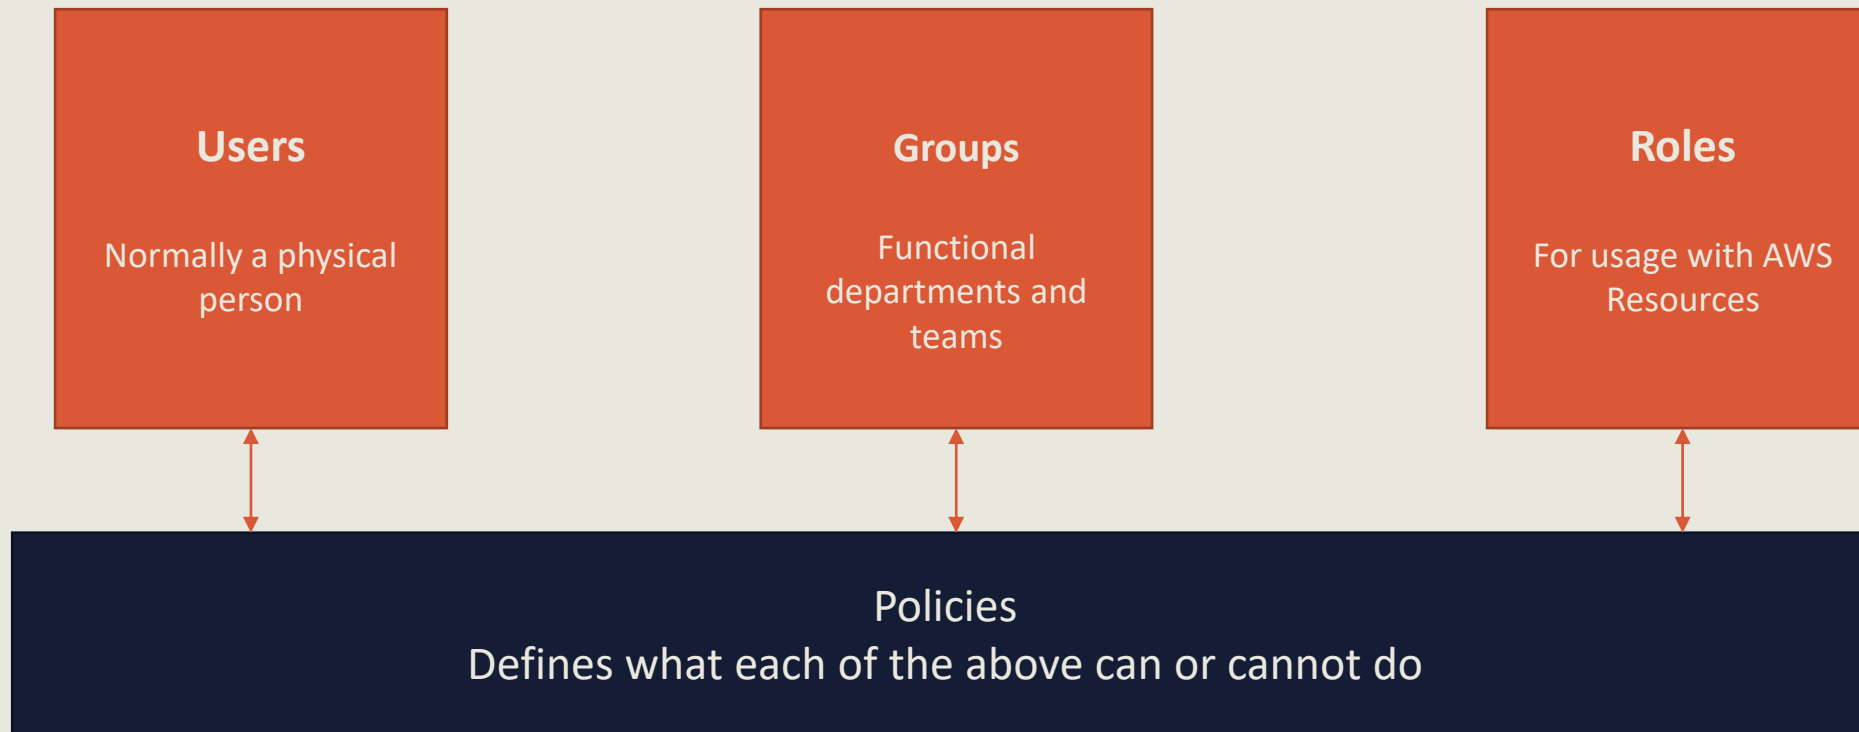 Users
Normally a physical
person
Groups
Functional
departments and
teams
Roles
For usage with AWS
Resources
Policies
Defines what each of the above can or cannot do